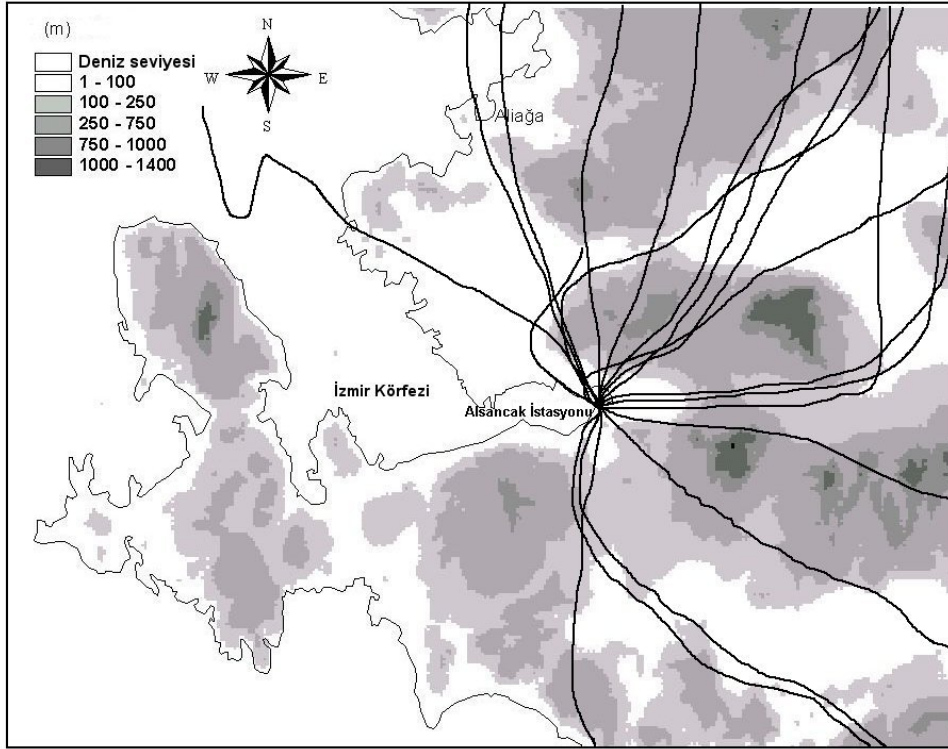 (m)
Deniz seviyesi
1 - 100
100 - 250
250 - 750
750 - 1000
1000 - 1400
N
W
E
S
Aliağa
İzmir Körfezi
Alsancak İstasyonu